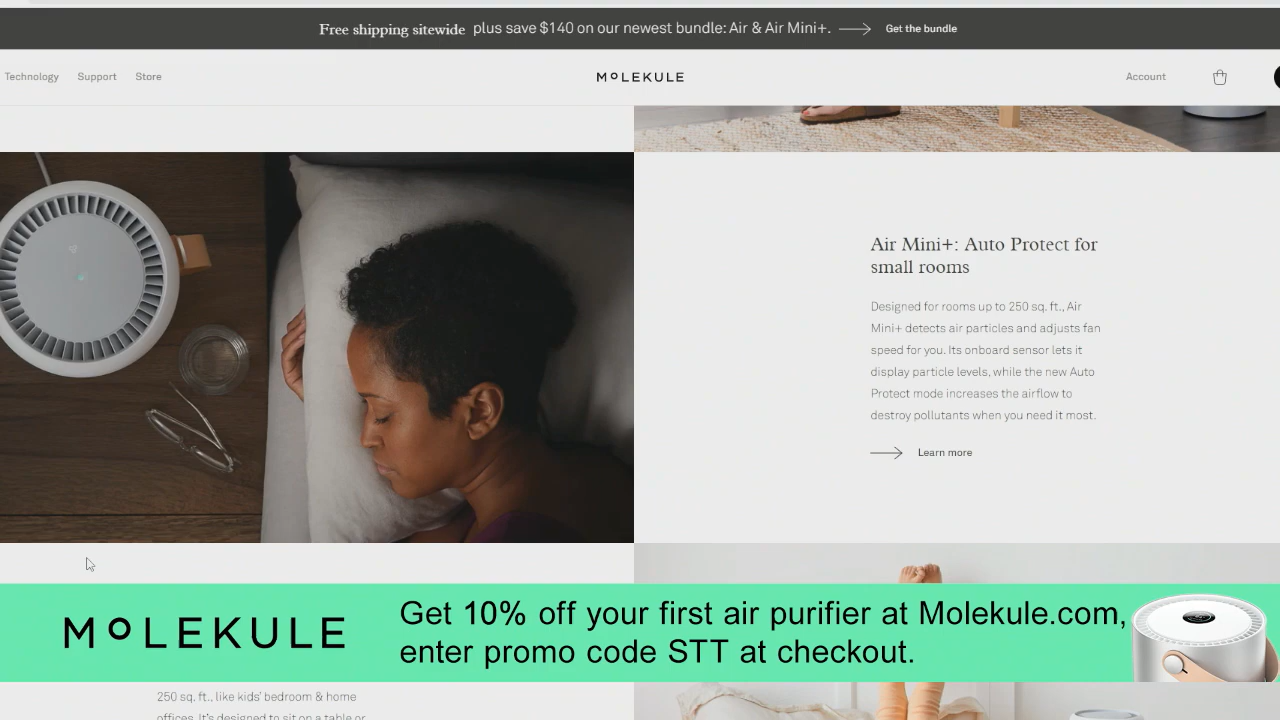 Free shipping sitewide plus save $140 on our newest bundle: Air & Air Mini+. Get the bundle
Technology Support Store
MOLEKULE
Account
Air Mini+: Auto Protect for
small rooms
Designed for rooms up to 250 sq. ft., Air
Mini+ detects air particles and adjusts fan
speed for you. Its onboard sensor lets it
display particle levels, while the new Auto
Protect mode increases the airflow to
destroy pollutants when you need it most.
Learn more
MOLEKULE
Get 10% off your first air purifier at Molekule.com,
enter promo code STT at checkout.
250 sq. ft., like kids' bedroom & home
offices. It's designed to sit on a table or